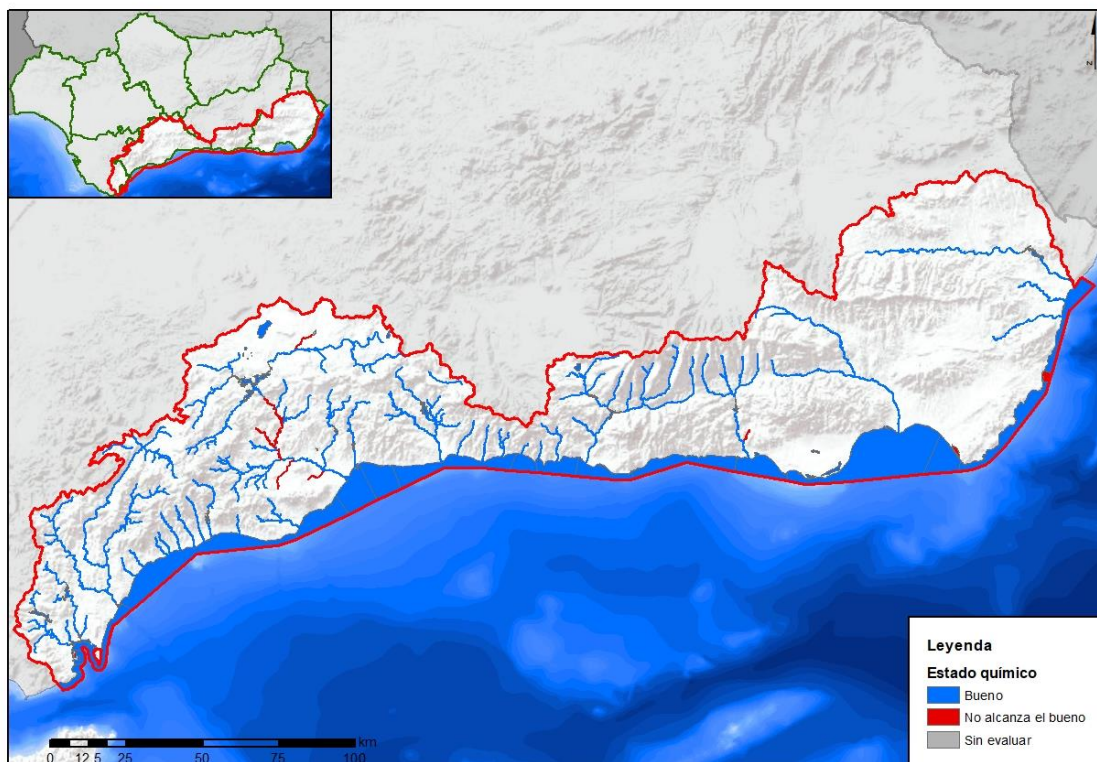 N
Leyenda
Estado químico
Bueno
No alcanza el bueno
Sin evaluar
km
0 12,5 25 50 75 100